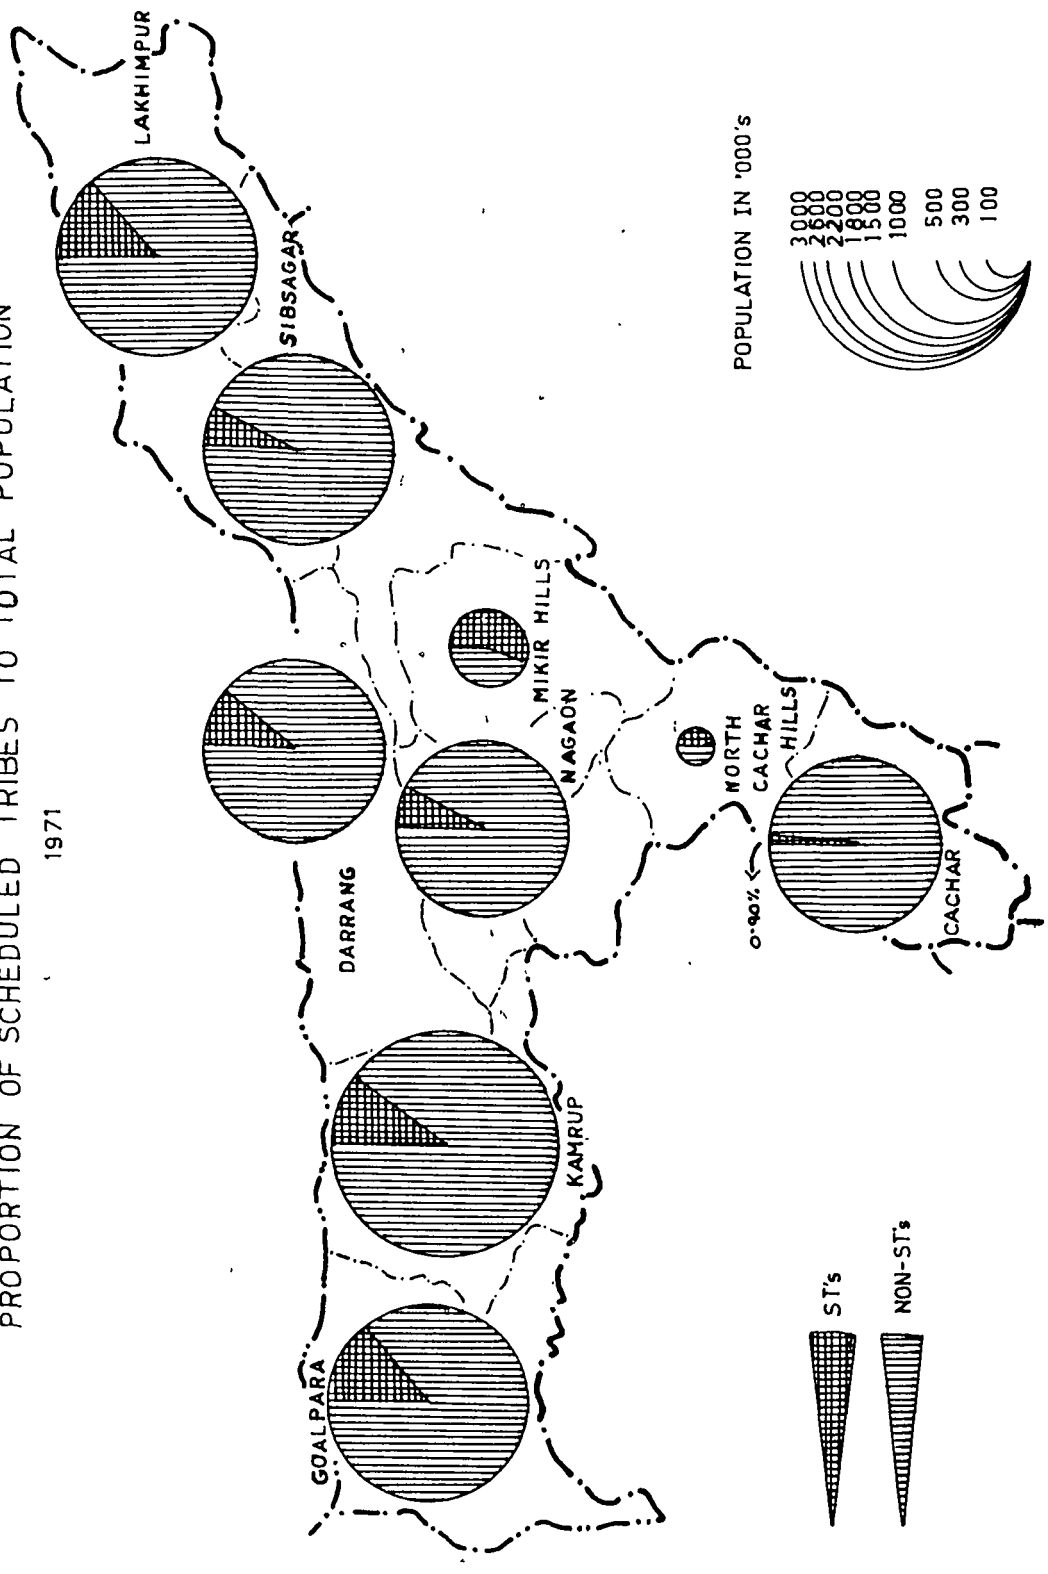 PROPORTION OF SCHEDULED TRIBES TO TOTAL POPULATION
1971
LAKHIMPUR
SIBSAGAR
DARRANG
MIKIR HILLS
NAGAON
GOALPARA
KAMRUP
NORTH
CACHAR
HILLS
0.90%
CACHAR
POPULATION IN '000's
3000
2600
2200
1800
1500
1000
500
300
100
ST's
NON-ST's